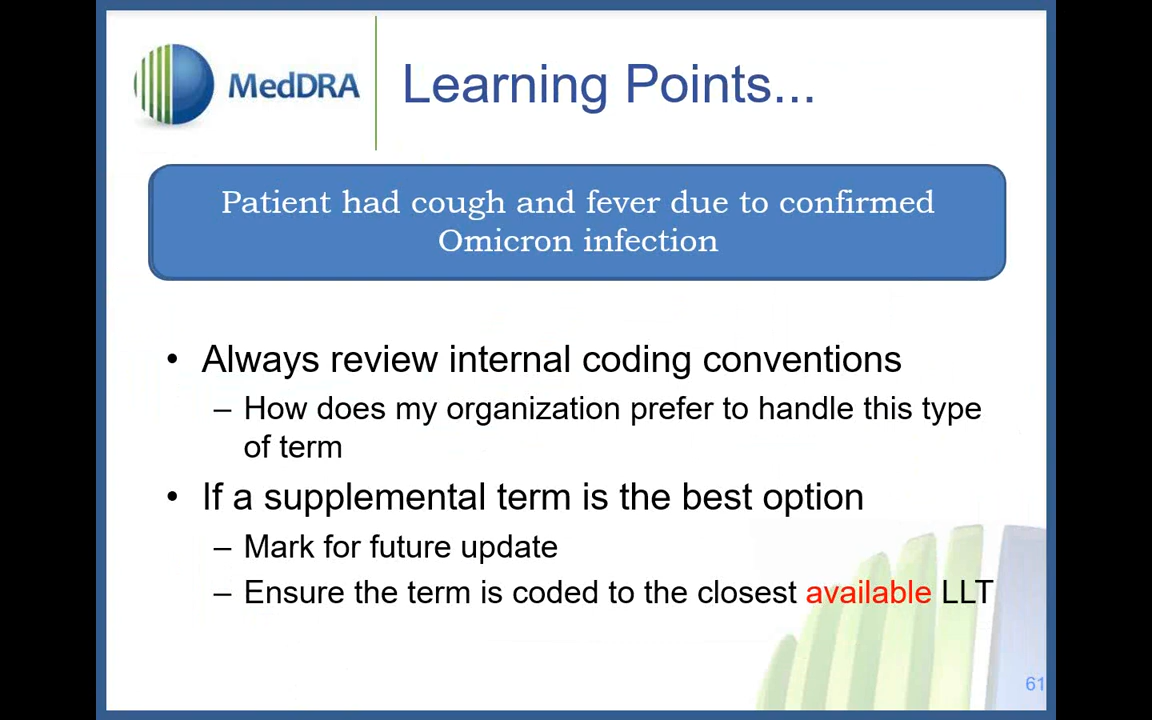 MedDRA
Learning Points...
Patient had cough and fever due to confirmed
Omicron infection
• Always review internal coding conventions
– How does my organization prefer to handle this type
of term
• If a supplemental term is the best option
– Mark for future update
– Ensure the term is coded to the closest available LLT
61